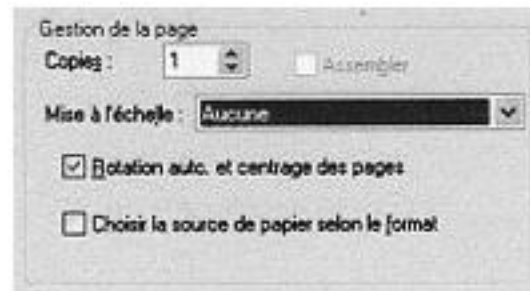 Gestion de la page
Copies : 1 Assembler
Mise à l'échelle : Aucune
Rotation auto. et centrage des pages
Choisir la source de papier selon le format